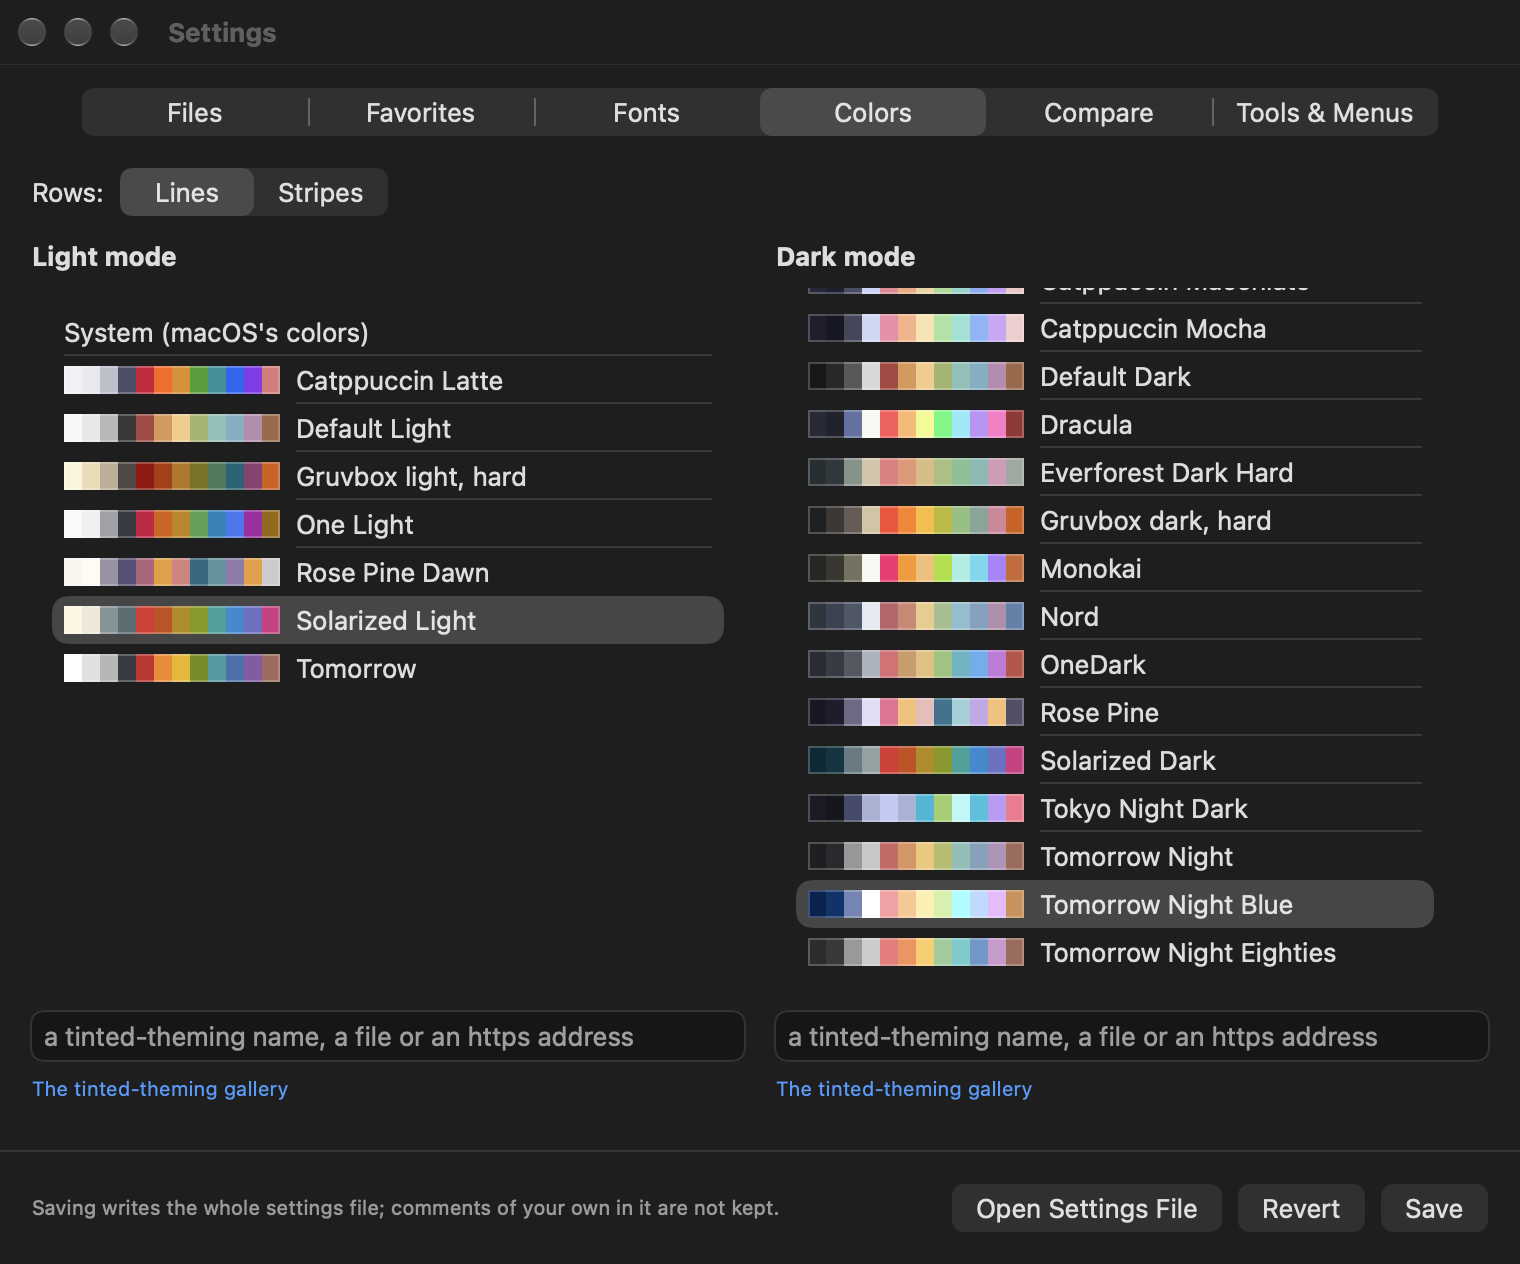 Settings
Files
Favorites
Fonts
Colors
Compare
Tools & Menus
Rows:
Lines
Stripes
Light mode
System (macOS's colors)
Catppuccin Latte
Default Light
Gruvbox light, hard
One Light
Rose Pine Dawn
Solarized Light
Tomorrow
a tinted-theming name, a file or an https address
The tinted-theming gallery
Dark mode
Catppuccin Macchiato
Catppuccin Mocha
Default Dark
Dracula
Everforest Dark Hard
Gruvbox dark, hard
Monokai
Nord
OneDark
Rose Pine
Solarized Dark
Tokyo Night Dark
Tomorrow Night
Tomorrow Night Blue
Tomorrow Night Eighties
a tinted-theming name, a file or an https address
The tinted-theming gallery
Saving writes the whole settings file; comments of your own in it are not kept.
Open Settings File
Revert
Save